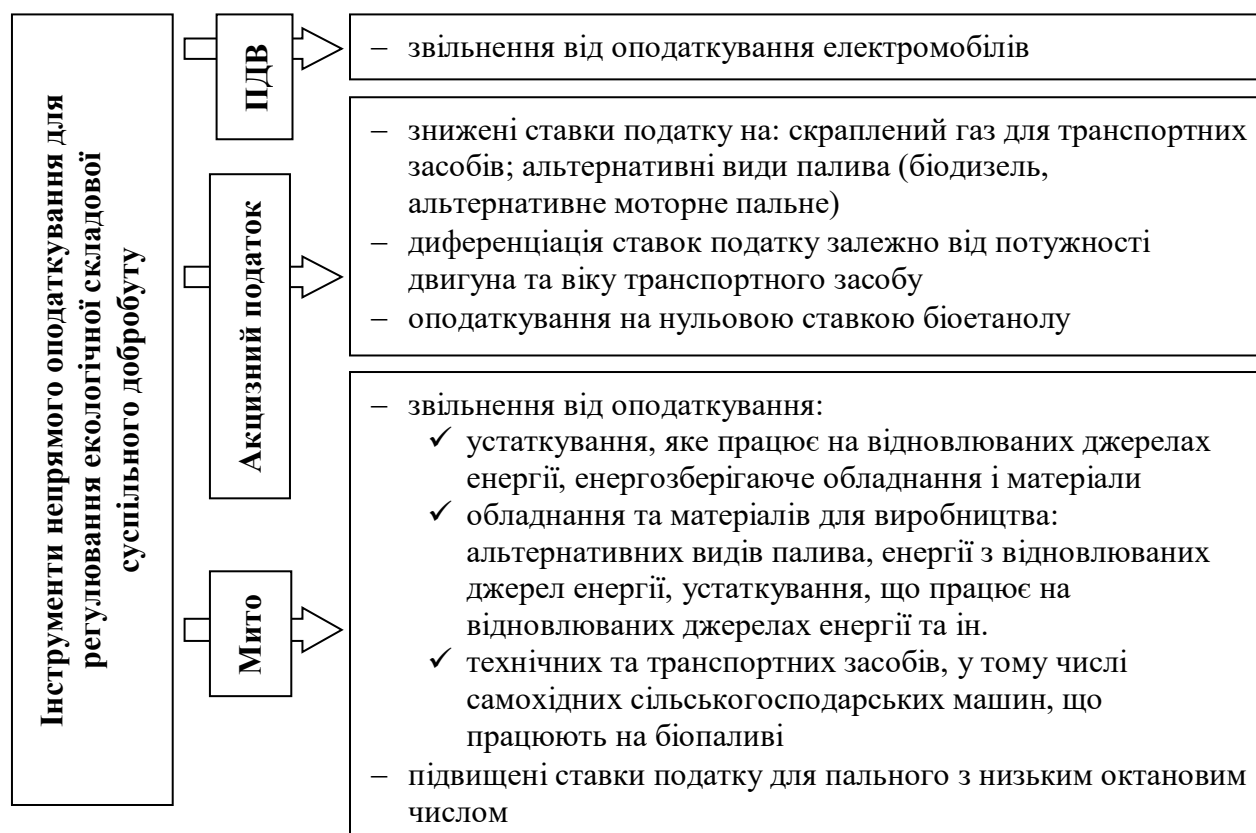 Інструменти непрямого оподаткування для
регулювання екологічної складової
суспільного добробуту
ПДВ
– звільнення від оподаткування електромобілів
Акцизний податок
– знижені ставки податку на: скраплений газ для транспортних
засобів; альтернативні види палива (біодизель,
альтернативне моторне пальне)
– диференціація ставок податку залежно від потужності
двигуна та віку транспортного засобу
– оподаткування на нульовою ставкою біоетанолу
Мито
– звільнення від оподаткування:
✓ устаткування, яке працює на відновлюваних джерелах
енергії, енергозберігаюче обладнання і матеріали
✓ обладнання та матеріалів для виробництва:
альтернативних видів палива, енергії з відновлюваних
джерел енергії, устаткування, що працює на
відновлюваних джерелах енергії та ін.
✓ технічних та транспортних засобів, у тому числі
самохідних сільськогосподарських машин, що
працюють на біопаливі
– підвищені ставки податку для пального з низьким октановим
числом